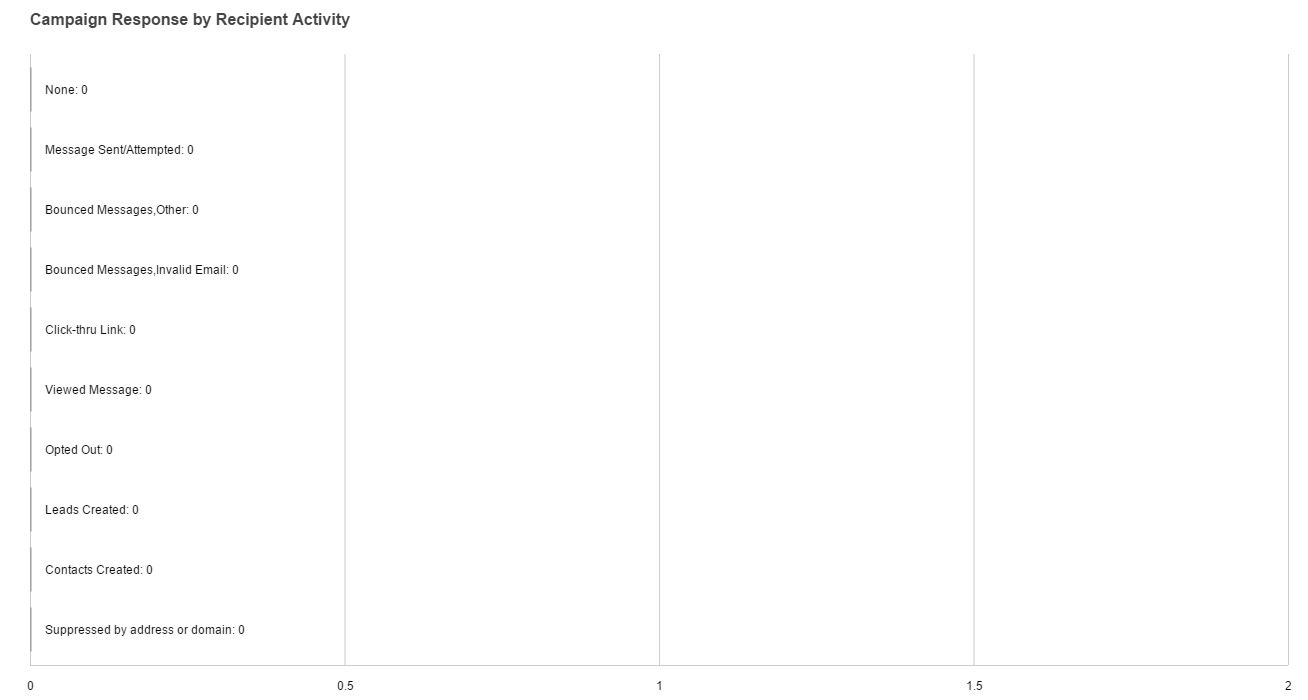 Campaign Response by Recipient Activity
None: 0
Message Sent/Attempted: 0
Bounced Messages,Other: 0
Bounced Messages,Invalid Email: 0
Click-thru Link: 0
Viewed Message: 0
Opted Out: 0
Leads Created: 0
Contacts Created: 0
Suppressed by address or domain: 0
0 0.5 1 1.5 2